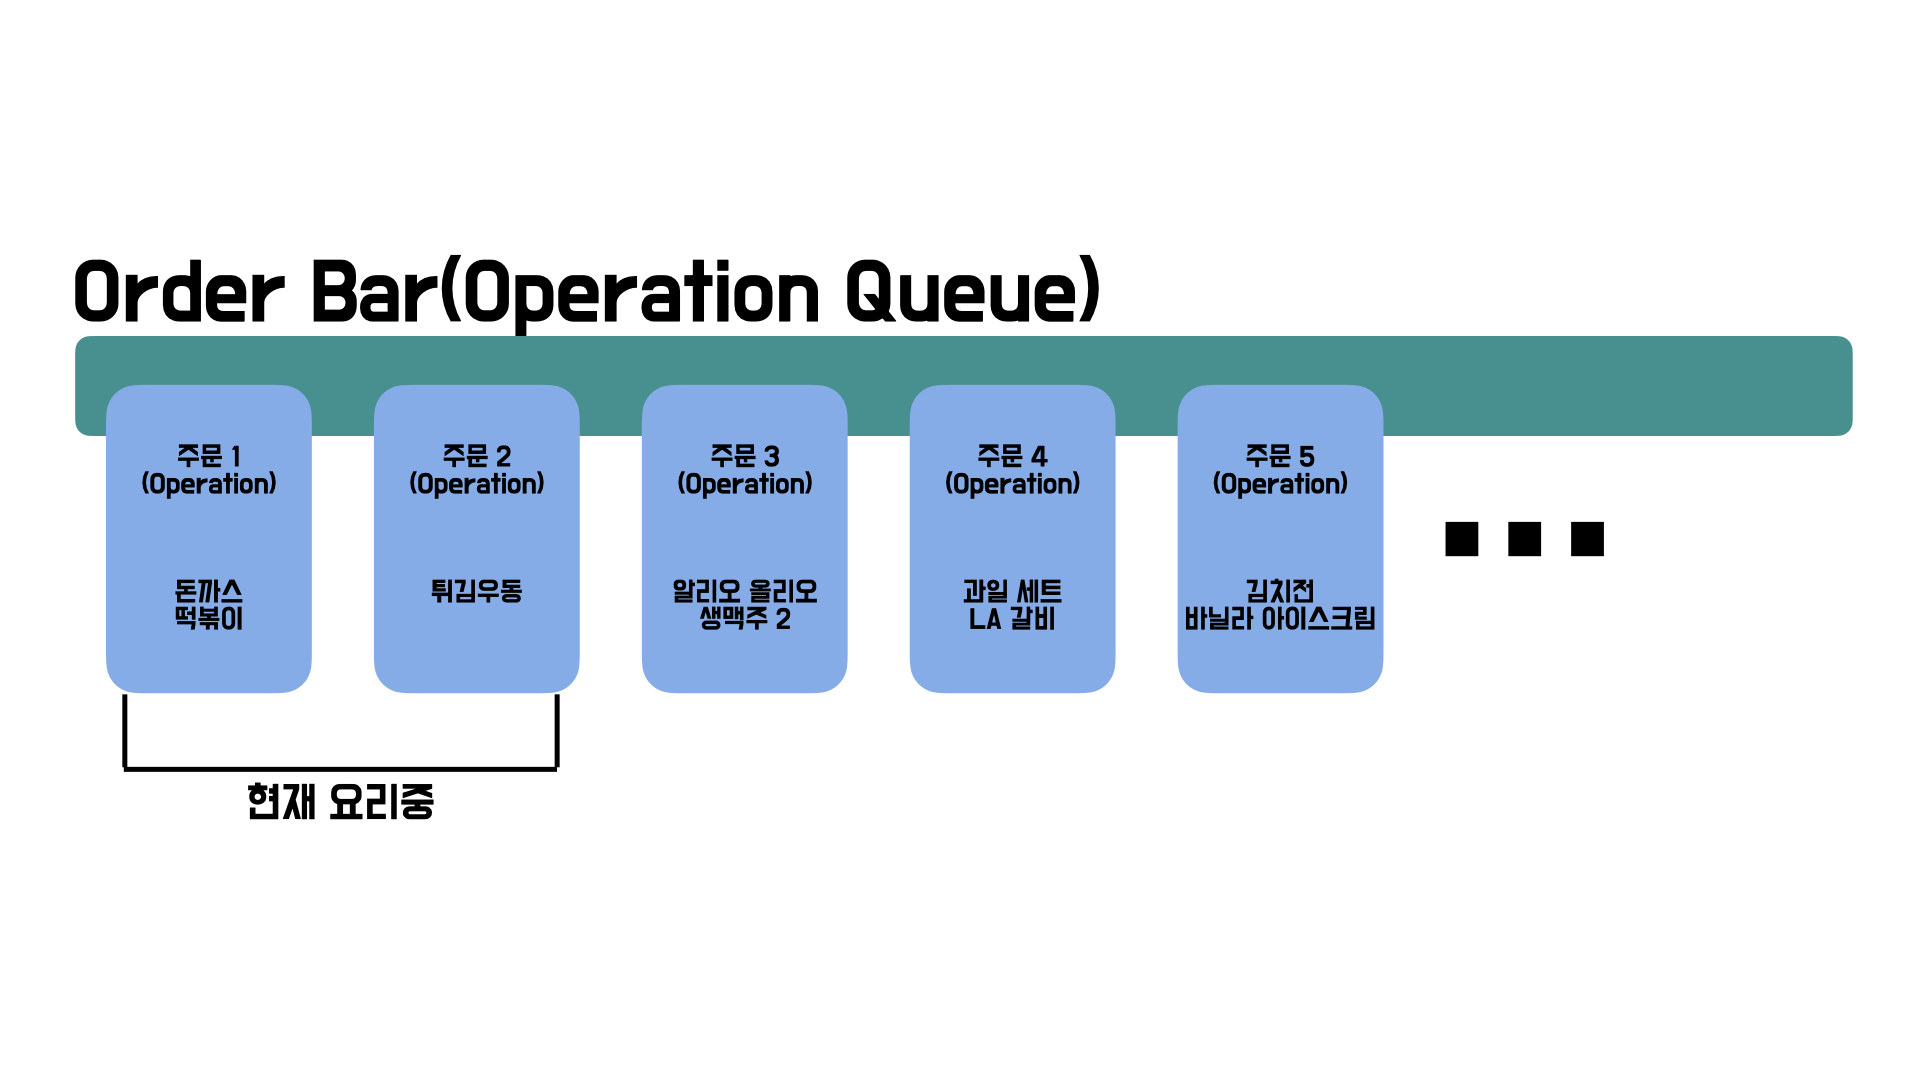 Order Bar(Operation Queue)
주문 1
(Operation)
돈까스
떡볶이
주문 2
(Operation)
튀김우동
주문 3
(Operation)
알리오 올리오
생맥주 2
주문 4
(Operation)
과일 세트
LA 갈비
주문 5
(Operation)
김치전
바닐라 아이스크림
현재 요리중